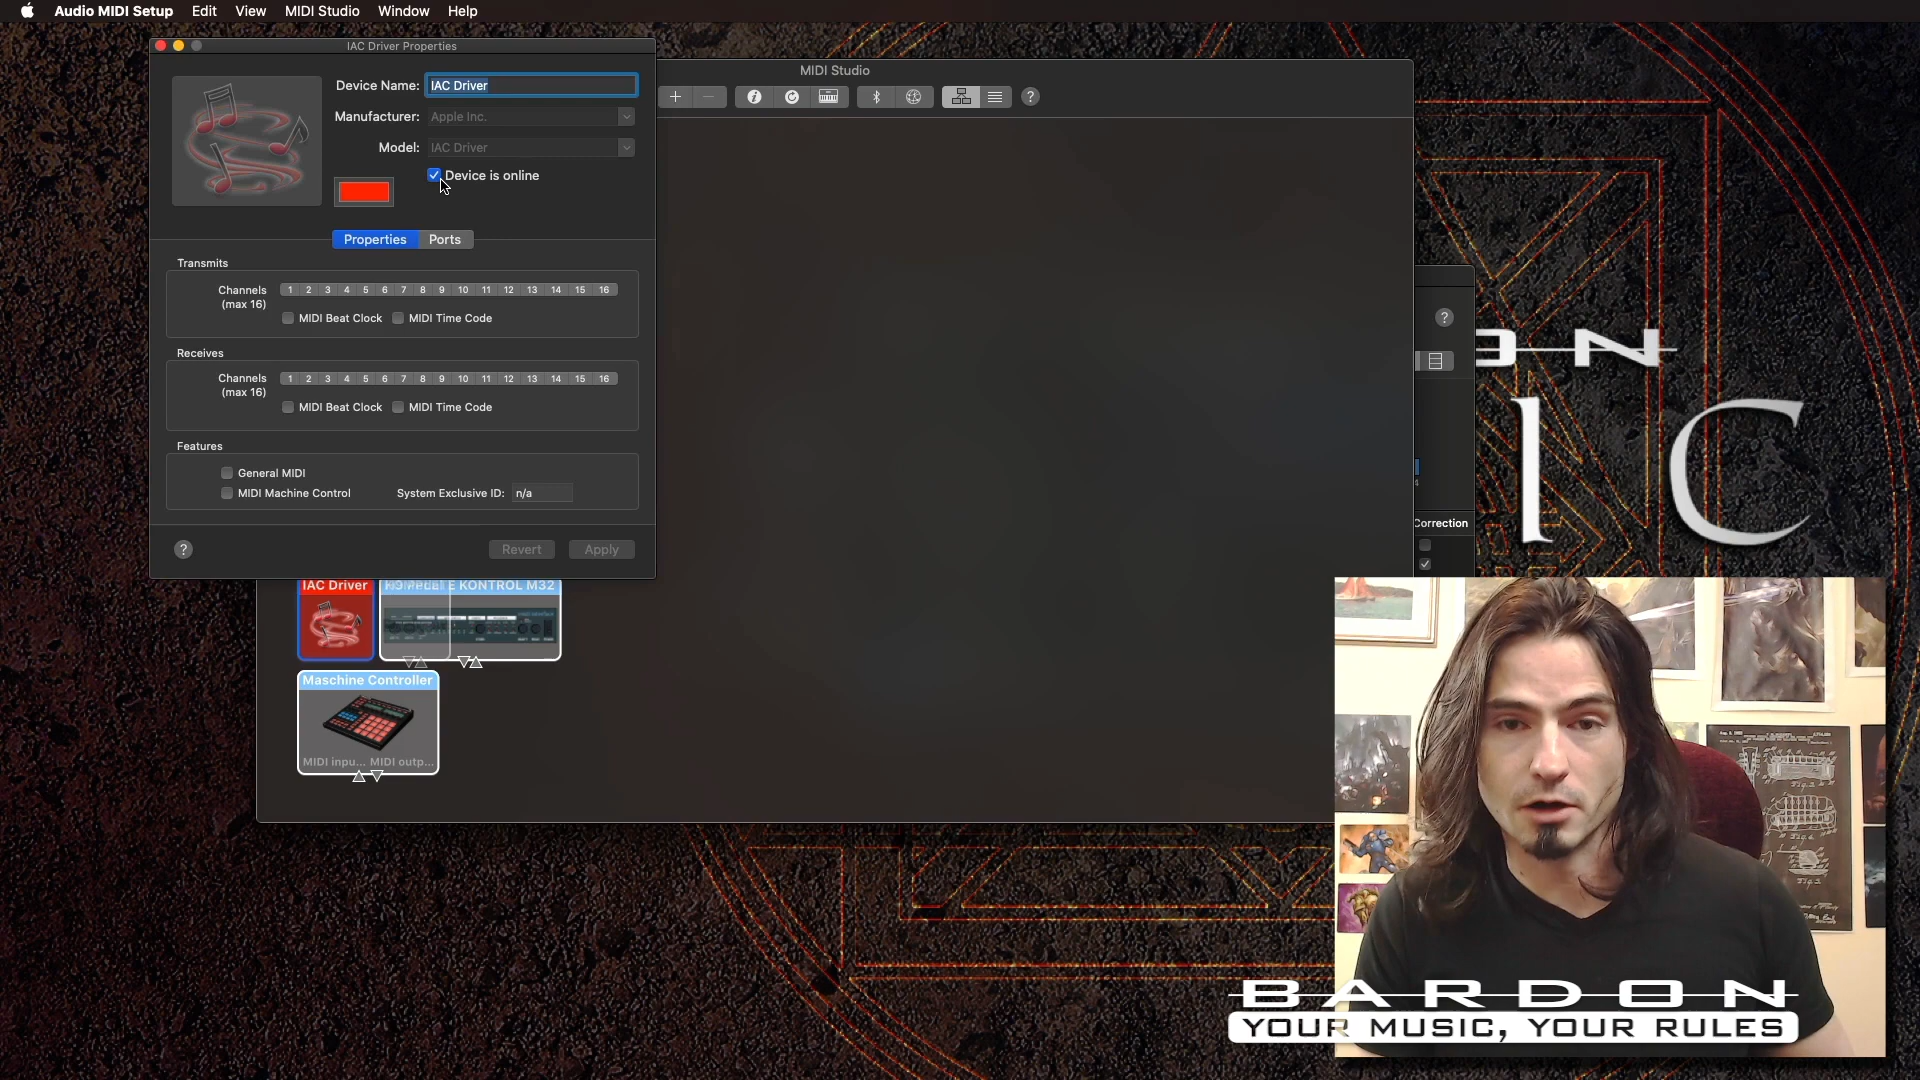 Audio MIDI Setup Edit View MIDI Studio Window Help
IAC Driver Properties
Device Name: IAC Driver
Manufacturer: Apple Inc.
Model: IAC Driver
Device is online
Properties Ports
Transmits
Channels 1 2 3 4 5 6 7 8 9 10 11 12 13 14 15 16
(max 16)
MIDI Beat Clock MIDI Time Code
Receives
Channels 1 2 3 4 5 6 7 8 9 10 11 12 13 14 15 16
(max 16)
MIDI Beat Clock MIDI Time Code
Features
General MIDI
MIDI Machine Control System Exclusive ID: n/a
? Revert Apply
MIDI Studio
?
IAC Driver
KONTROL M32
Maschine Controller
MIDI inpu... MIDI outp...
?
Correction
O N
I C
BARDON
YOUR MUSIC, YOUR RULES